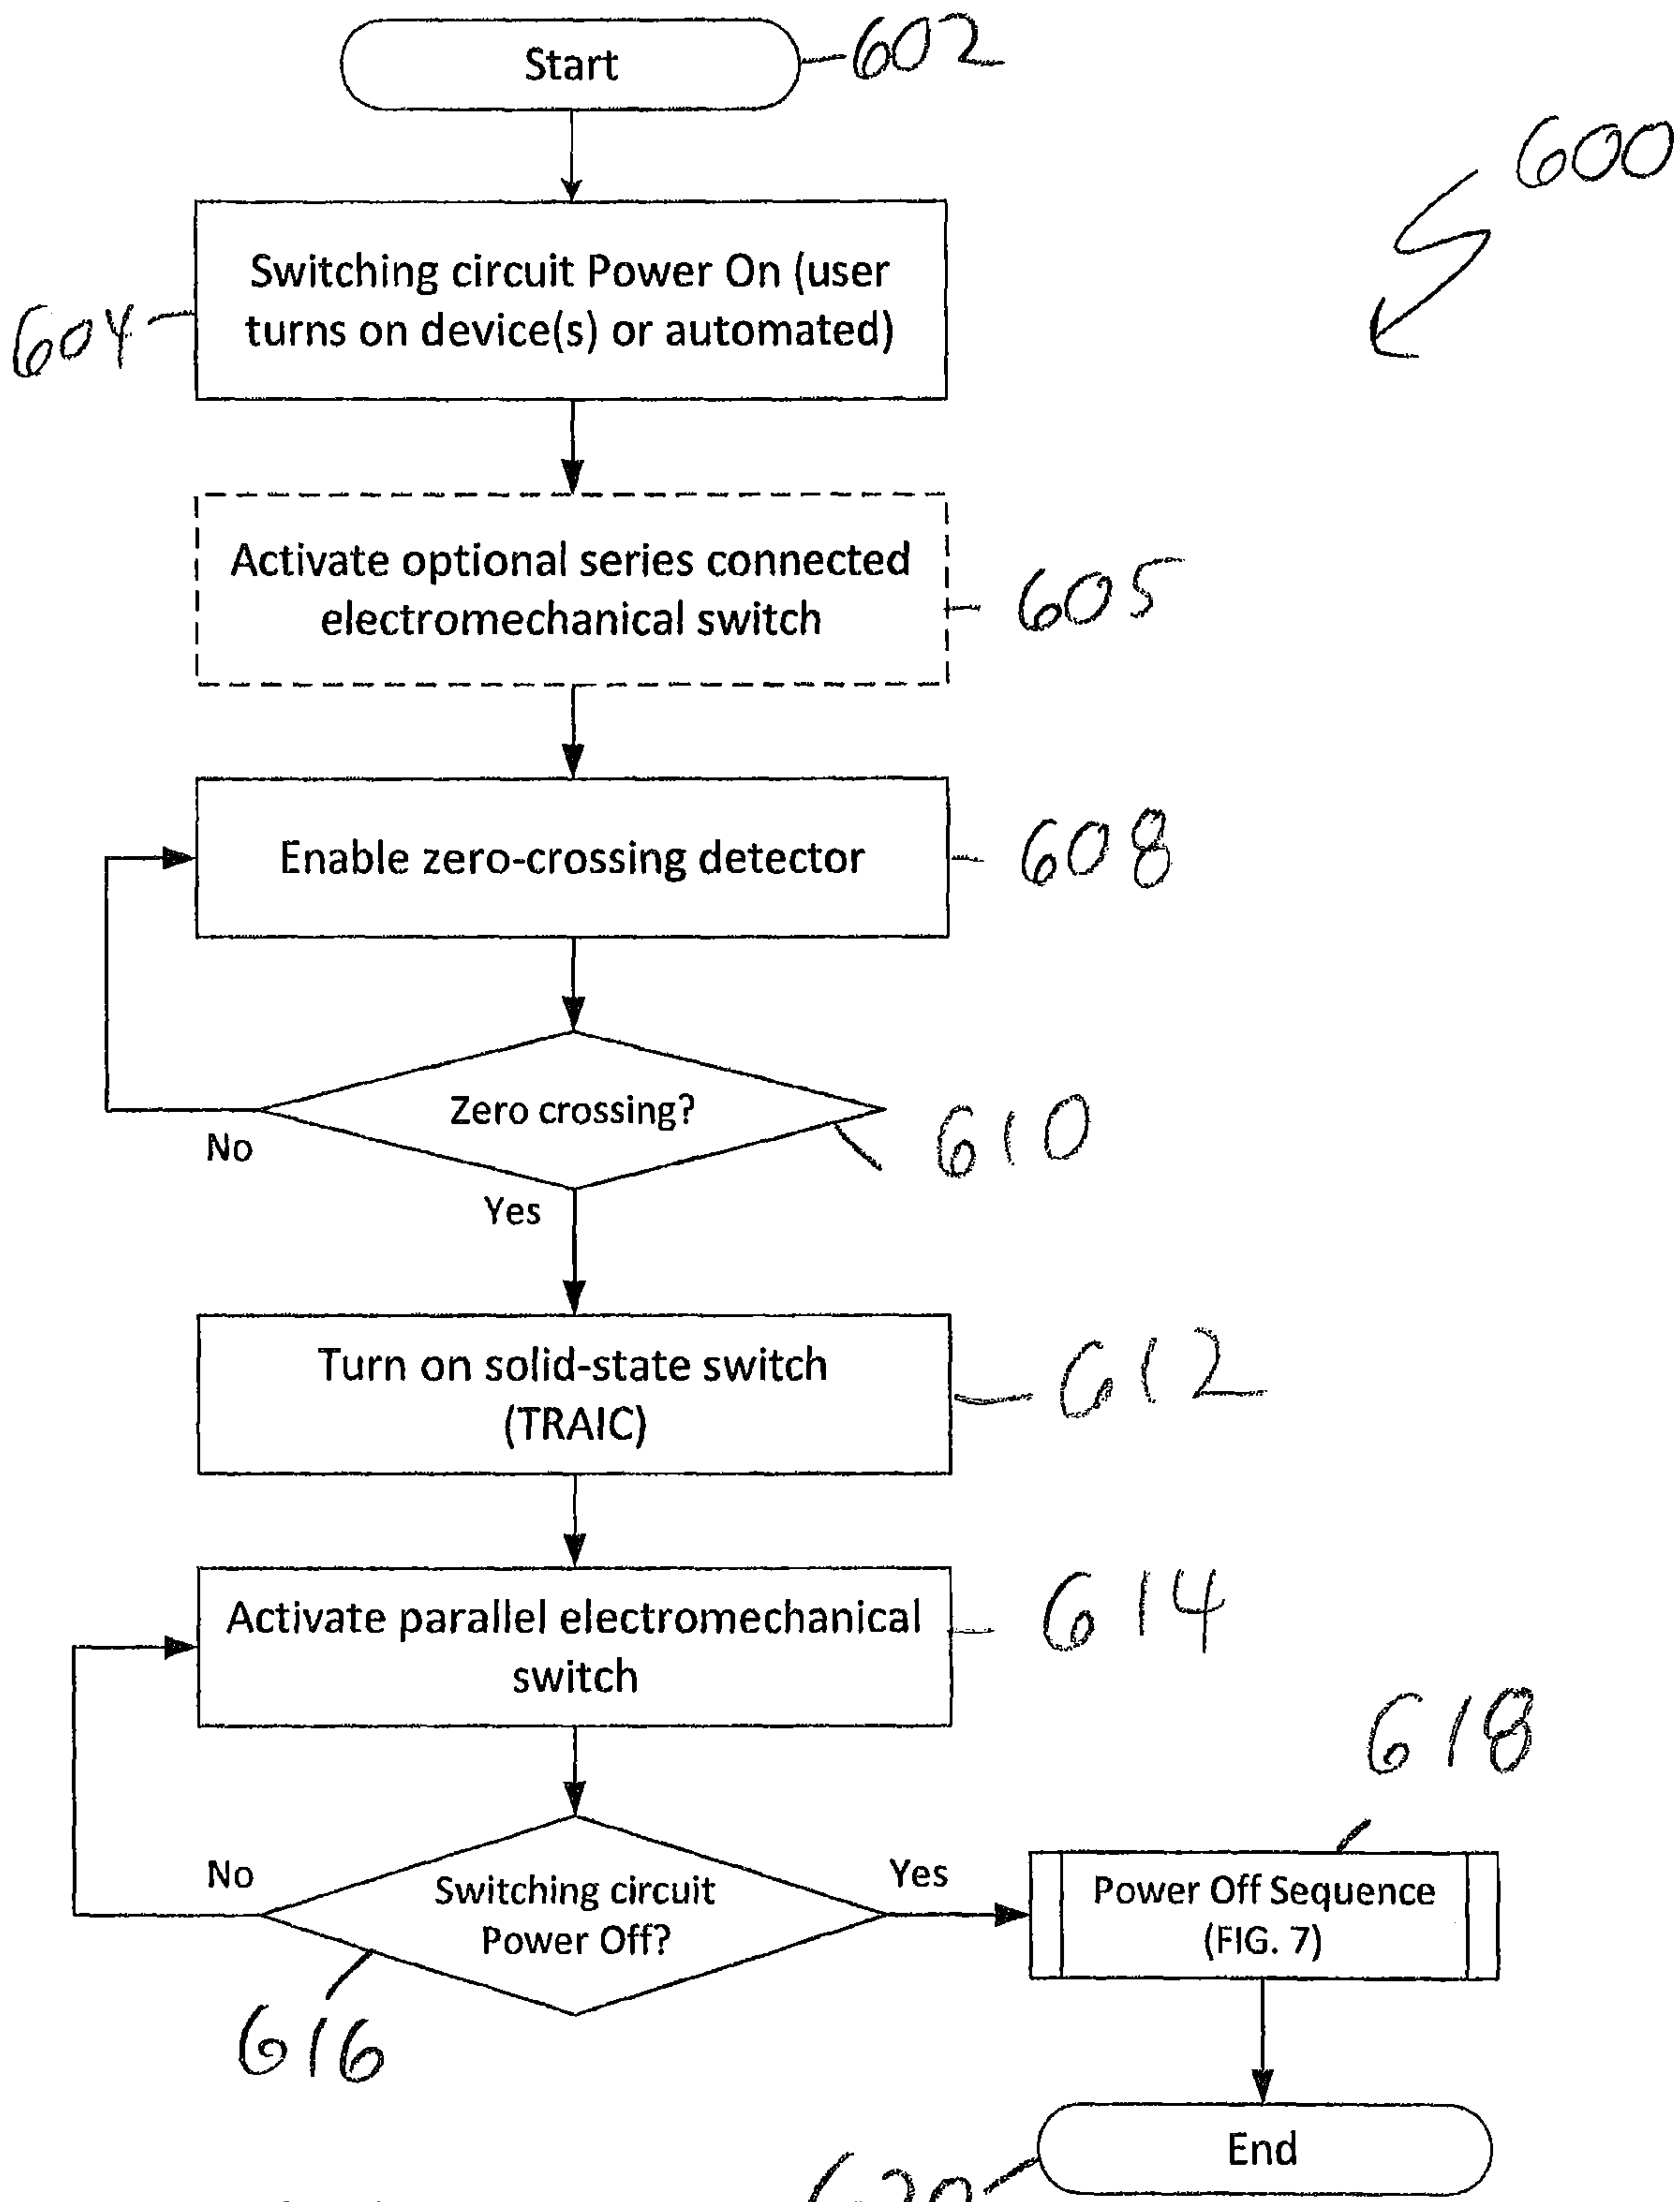 Start
602
600
Switching circuit Power On (user
turns on device(s) or automated)
604
Activate optional series connected
electromechanical switch
605
Enable zero-crossing detector
608
Zero crossing?
610
No
Yes
Turn on solid-state switch
(TRAIC)
612
Activate parallel electromechanical
switch
614
618
No
Switching circuit
Power Off?
Yes
Power Off Sequence
(FIG. 7)
616
End
620